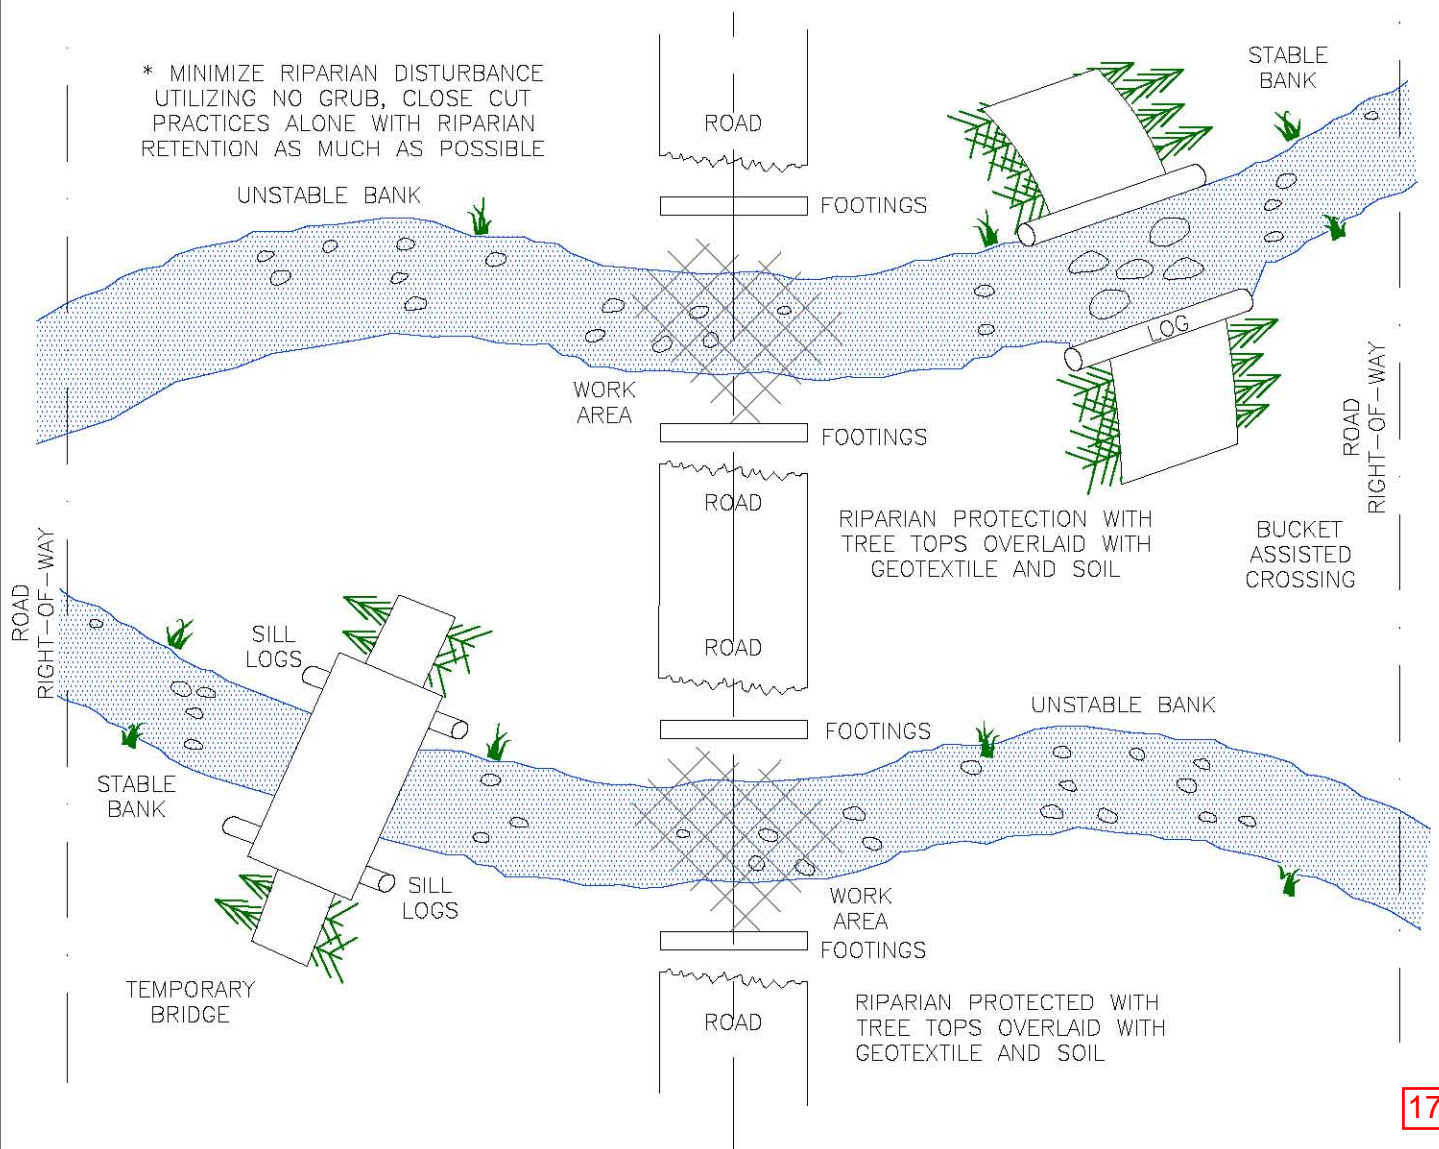 * MINIMIZE RIPARIAN DISTURBANCE
UTILIZING NO GRUB, CLOSE CUT
PRACTICES ALONE WITH RIPARIAN
RETENTION AS MUCH AS POSSIBLE
UNSTABLE BANK
ROAD
STABLE
BANK
FOOTINGS
LOG
WORK
AREA
FOOTINGS
ROAD
RIGHT-OF-WAY
ROAD
RIPARIAN PROTECTION WITH
TREE TOPS OVERLAID WITH
GEOTEXTILE AND SOIL
BUCKET
ASSISTED
CROSSING
ROAD
RIGHT-OF-WAY
SILL
LOGS
ROAD
UNSTABLE BANK
FOOTINGS
STABLE
BANK
SILL
LOGS
WORK
AREA
FOOTINGS
TEMPORARY
BRIDGE
ROAD
RIPARIAN PROTECTED WITH
TREE TOPS OVERLAID WITH
GEOTEXTILE AND SOIL
17